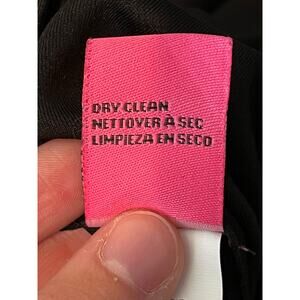 DRY CLEAN
NETTOYER À SEC
LIMPIEZA EN SECO